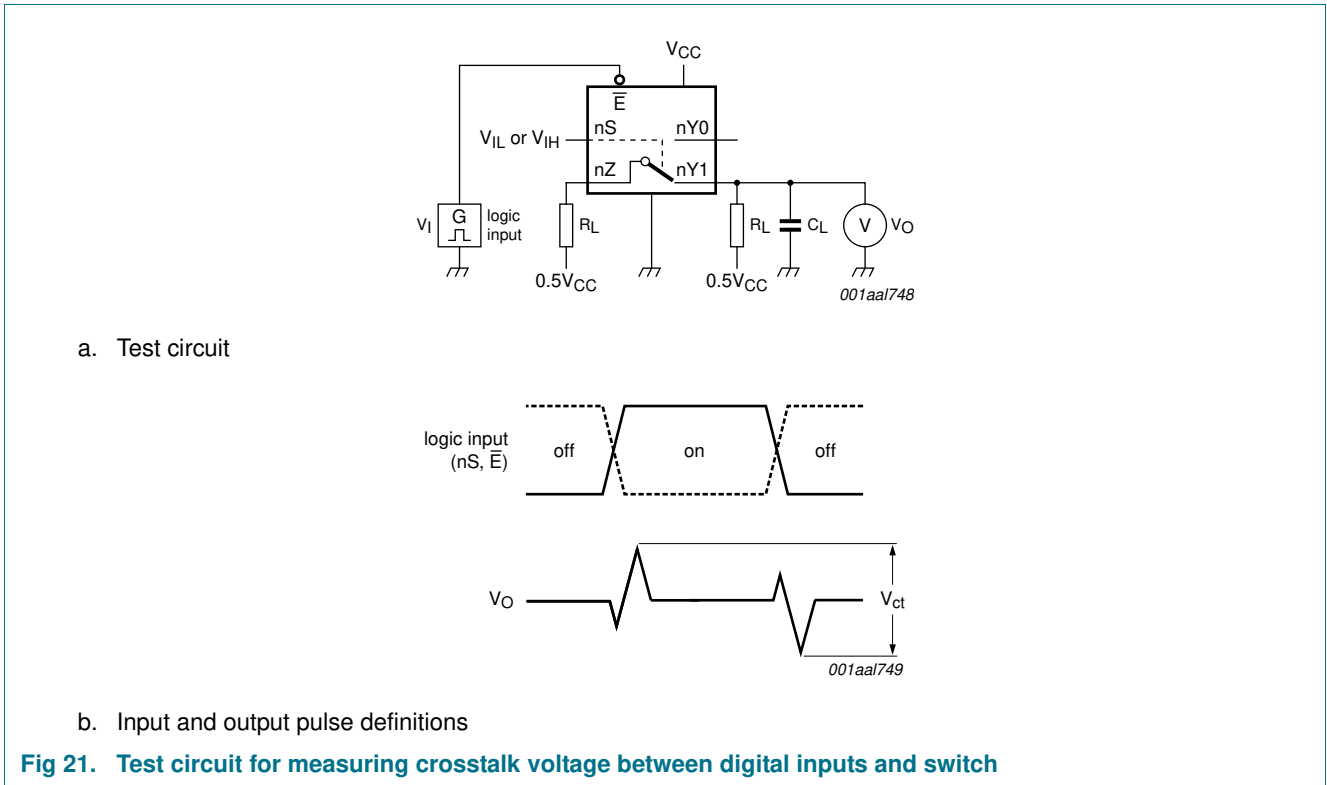 VCC
E
nS
nY0
VIL or VIH
nZ
nY1
VI
G
logic
input
RL
RL
CL
V
VO
0.5VCC
0.5VCC
001aal748
a. Test circuit
logic input
(nS, E)
off
on
off
VO
Vct
001aal749
b. Input and output pulse definitions
Fig 21. Test circuit for measuring crosstalk voltage between digital inputs and switch